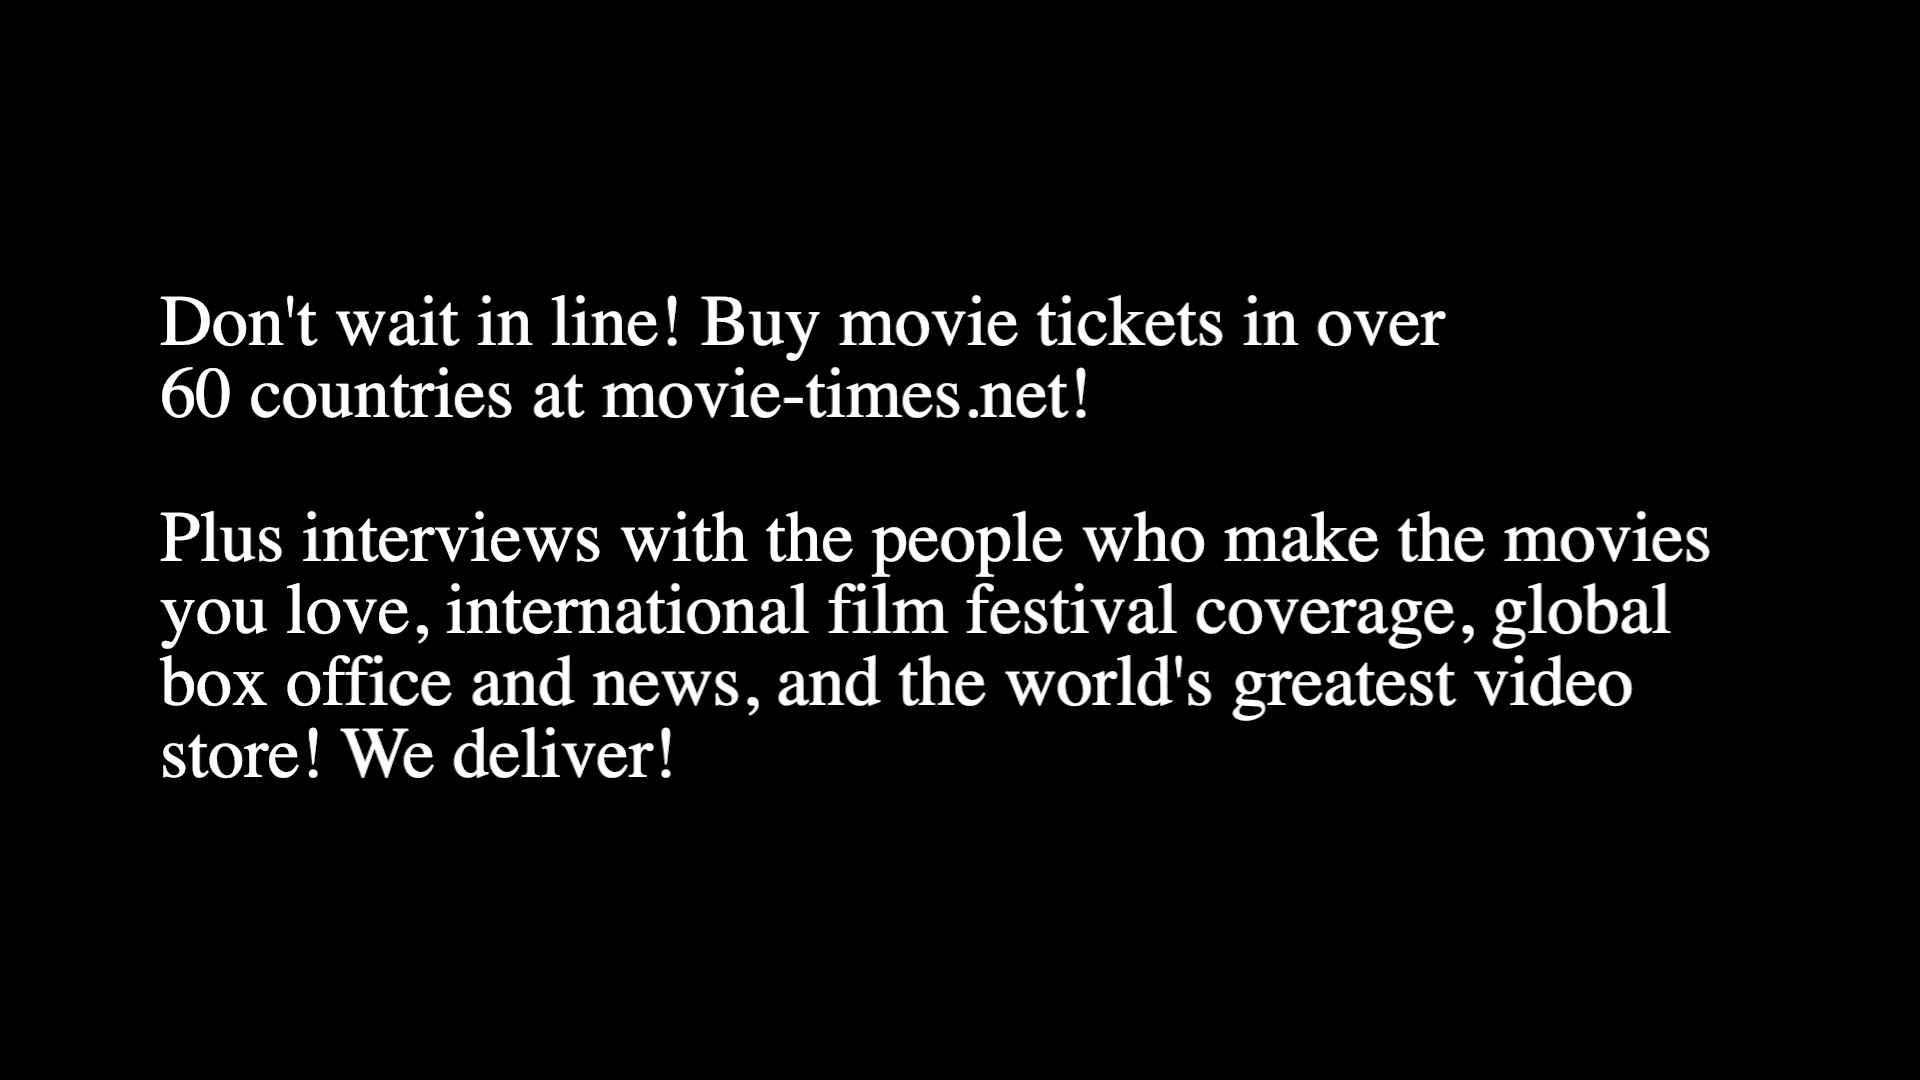 Don't wait in line! Buy movie tickets in over
60 countries at movie-times.net!
Plus interviews with the people who make the movies
you love, international film festival coverage, global
box office and news, and the world's greatest video
store! We deliver!